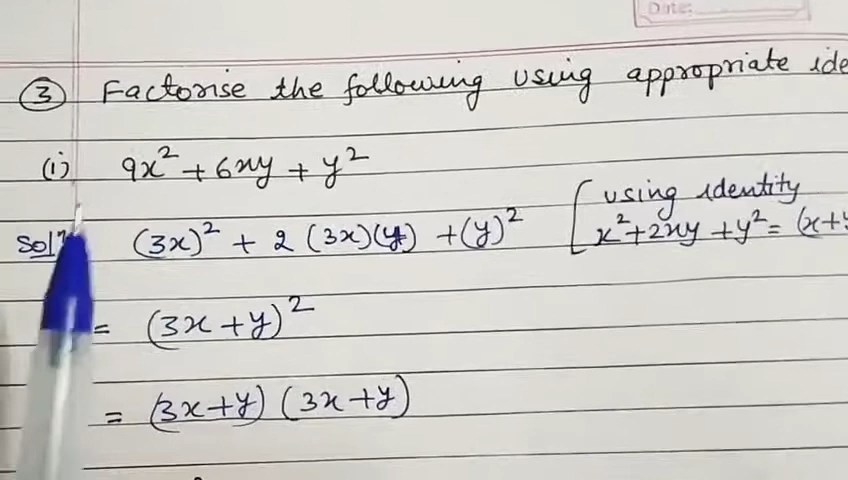 Date:
③ Factorise the following using appropriate ide
(i) 9x² + 6xy + y²
Solⁿ (3x)² + 2 (3x)(y) + (y)² [ using identity
x² + 2xy + y² = (x+y
= (3x + y)²
= (3x+y) (3x+y)